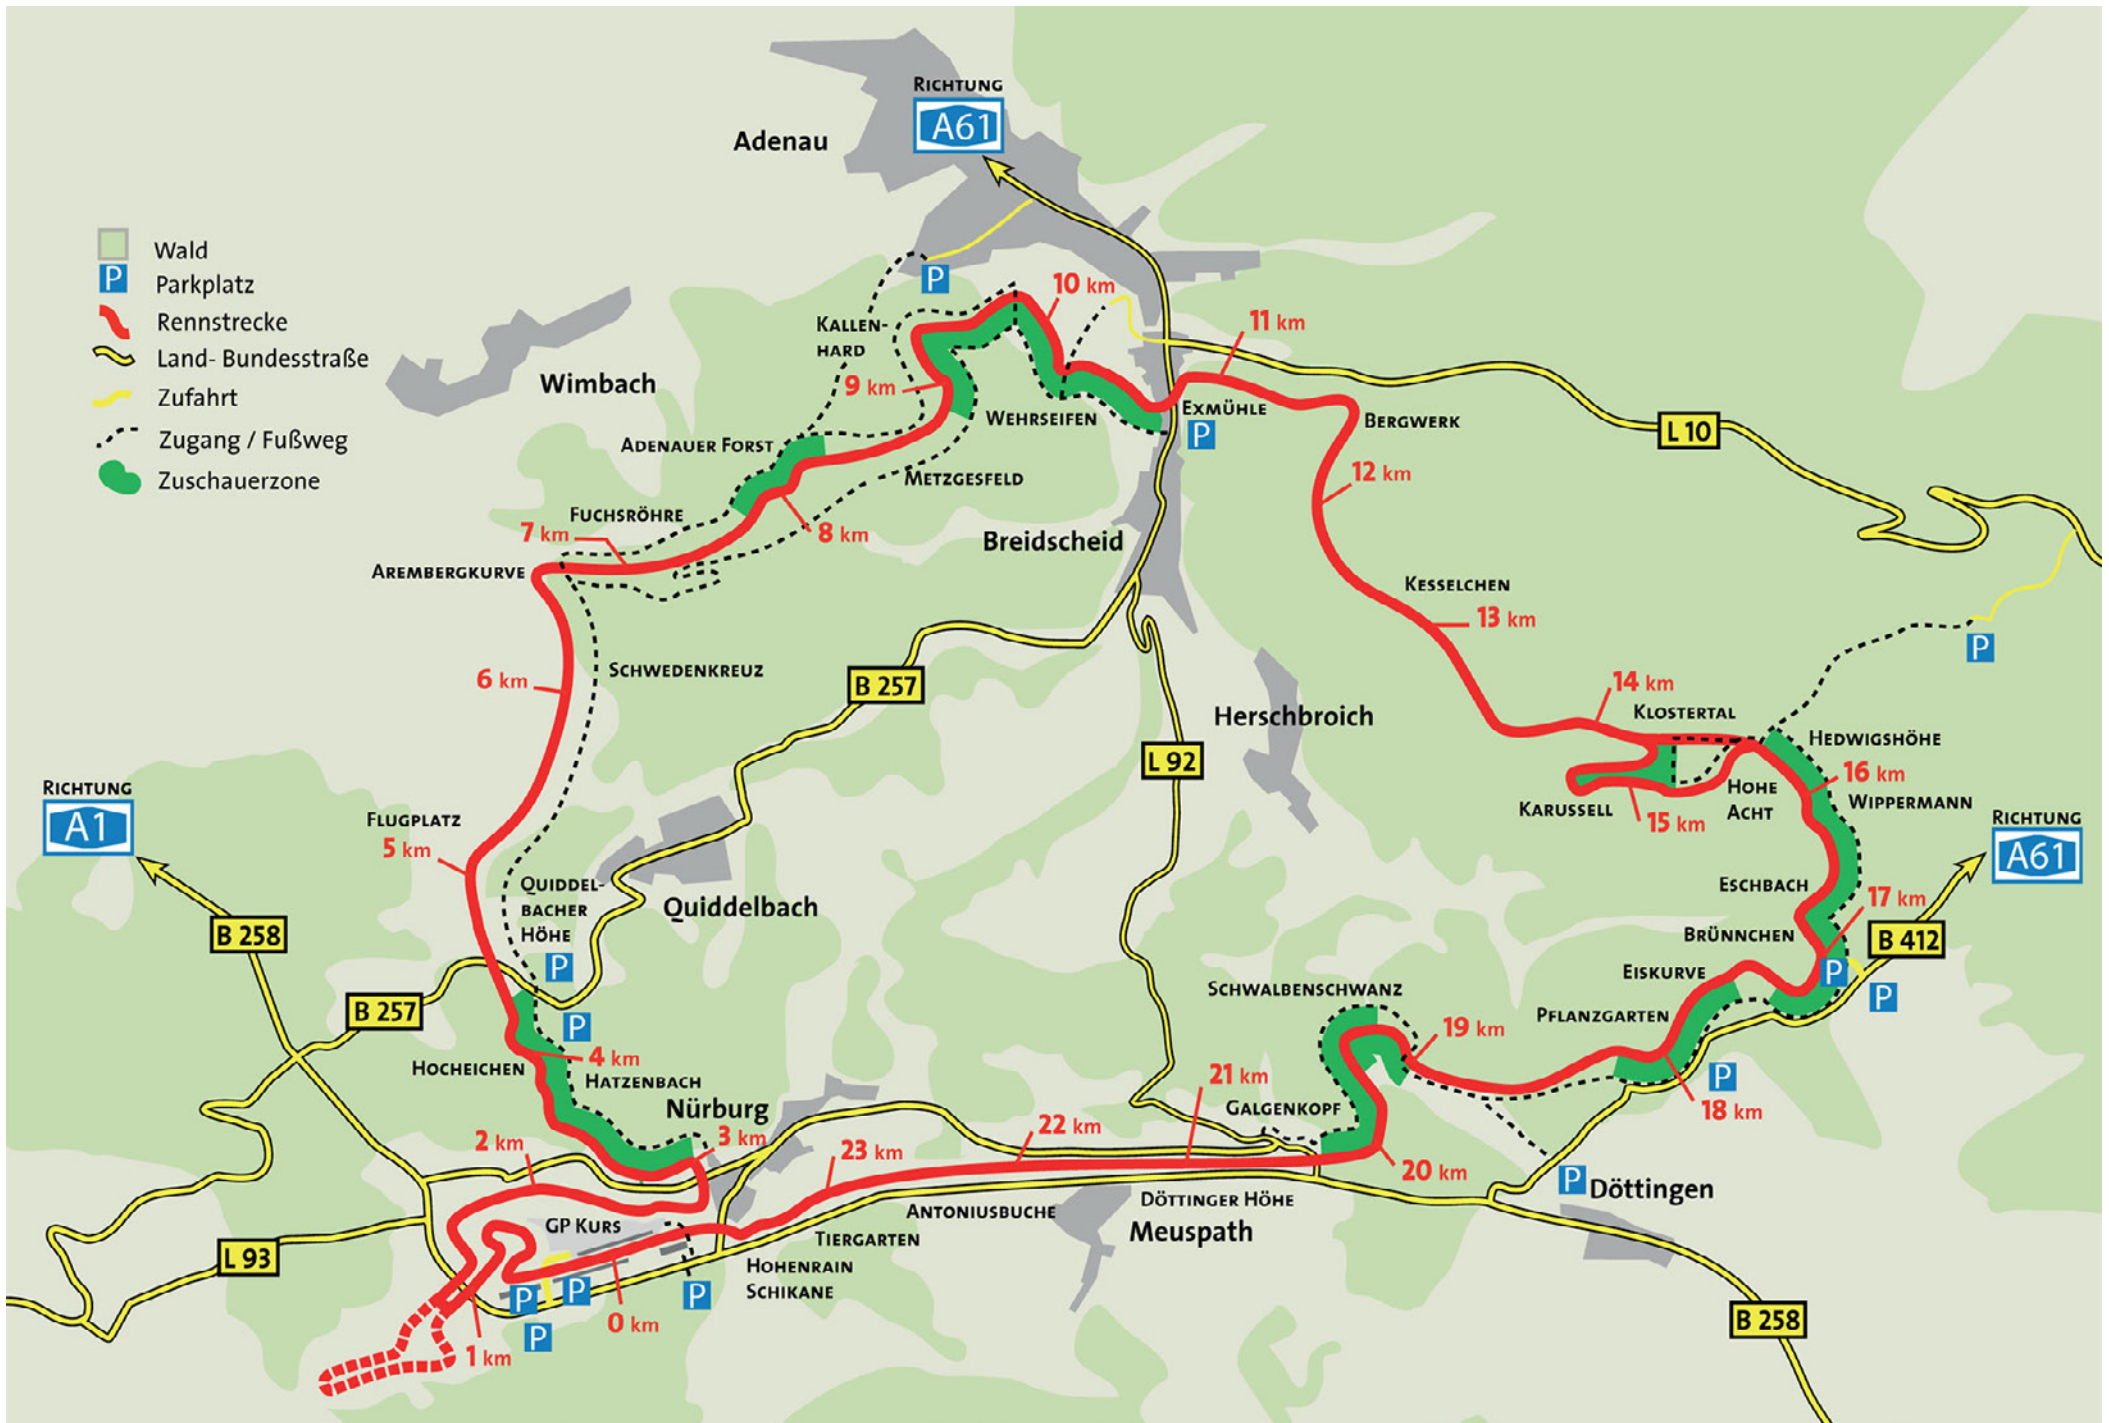 RICHTUNG
A61
Adenau
Wald
Parkplatz
Rennstrecke
Land- Bundesstraße
Zufahrt
Zugang / Fußweg
Zuschauerzone
P
P
10 km
11 km
KALLEN-
HARD
9 km
Wimbach
WEHRSEIFEN
EXMÜHLE
P
BERGWERK
L 10
ADENAUER FORST
METZGESFELD
12 km
FUCHSRÖHRE
7 km
8 km
Breidscheid
AREMBERGKURVE
KESSELCHEN
13 km
P
6 km
SCHWEDENKREUZ
B 257
14 km
KLOSTERTAL
Herschbroich
HEDWIGSHÖHE
L 92
16 km
WIPPERMANN
HOHE
ACHT
KARUSSELL
15 km
RICHTUNG
A1
RICHTUNG
A61
FLUGPLATZ
5 km
QUIDDEL-
BACHER
HÖHE
P
Quiddelbach
ESCHBACH
17 km
BRÜNNCHEN
B 412
B 258
EISKURVE
P
P
B 257
P
SCHWALBENSCHWANZ
PFLANZGARTEN
19 km
4 km
HOCHEICHEN
HATZENBACH
21 km
P
18 km
Nürburg
GALGENKOPF
2 km
3 km
22 km
23 km
20 km
P
Döttingen
DÖTTINGER HÖHE
ANTONIUSBUCHE
Meuspath
GP KURS
TIERGARTEN
L 93
HOHENRAIN
SCHIKANE
P
P
P
P
0 km
1 km
B 258